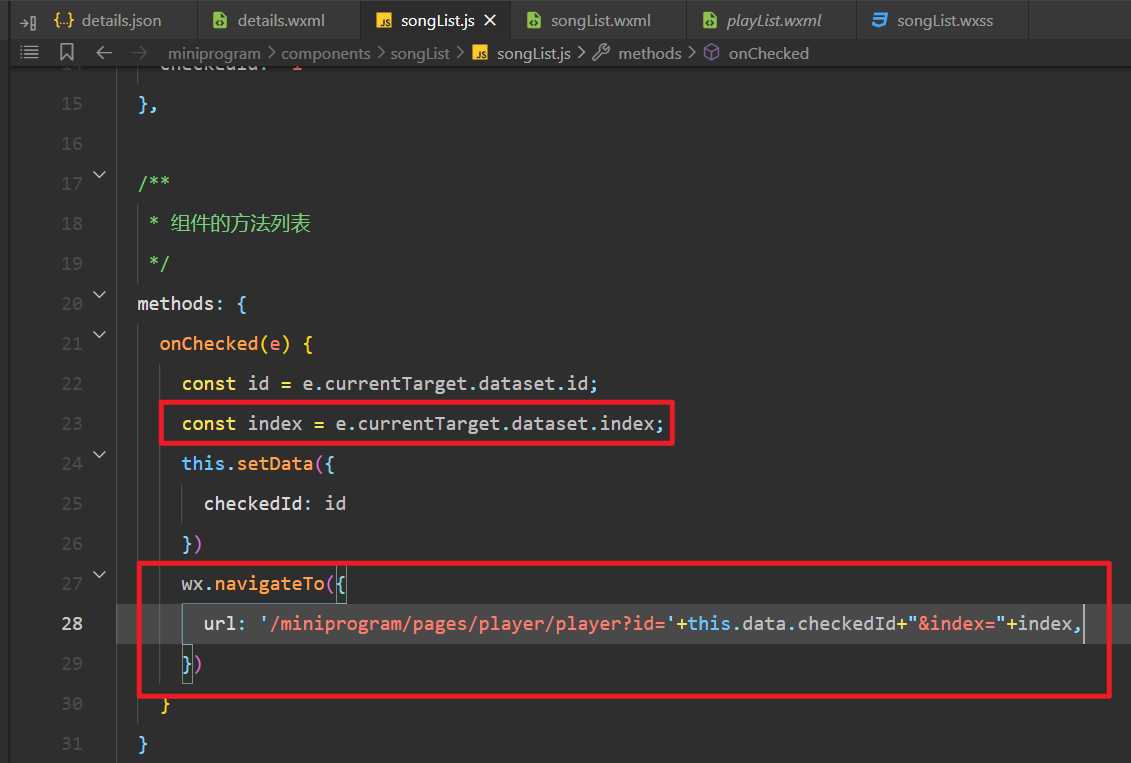 details.json details.wxml songList.js songList.wxml playList.wxml songList.wxss
miniprogram > components > songList > songList.js > methods > onChecked
15 },
16
17 /**
18 * 组件的方法列表
19 */
20 methods: {
21 onChecked(e) {
22 const id = e.currentTarget.dataset.id;
23 const index = e.currentTarget.dataset.index;
24 this.setData({
25 checkedId: id
26 })
27 wx.navigateTo({
28 url: '/miniprogram/pages/player/player?id='+this.data.checkedId+"&index="+index,
29 })
30 }
31 }